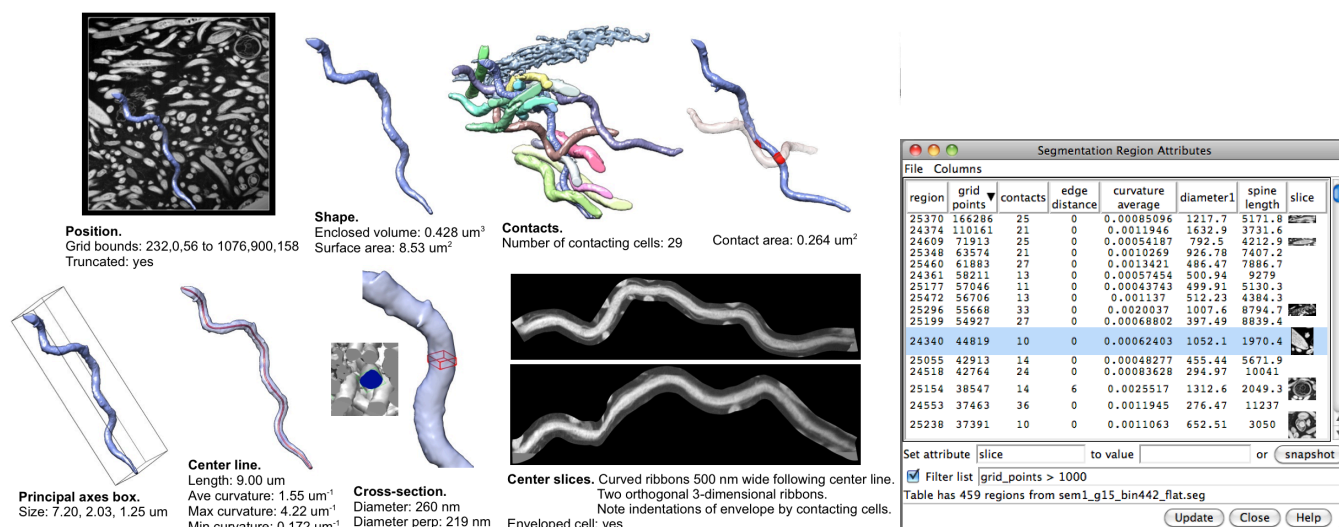 Position.
Grid bounds: 232,0,56 to 1076,900,158
Truncated: yes
Shape.
Enclosed volume: 0.428 um³
Surface area: 8.53 um²
Contacts.
Number of contacting cells: 29
Contact area: 0.264 um²
Principal axes box.
Size: 7.20, 2.03, 1.25 um
Center line.
Length: 9.00 um
Ave curvature: 1.55 um⁻¹
Max curvature: 4.22 um⁻¹
Min curvature: 0.172 um⁻¹
Cross-section.
Diameter: 260 nm
Diameter perp: 219 nm
Center slices. Curved ribbons 500 nm wide following center line.
Two orthogonal 3-dimensional ribbons.
Note indentations of envelope by contacting cells.
Enveloped cell: yes
Segmentation Region Attributes
File Columns
region grid points ▼ contacts edge distance curvature average diameter1 spine length slice
25370 166286 25 0 0.00085096 1217.7 5171.8
24374 110161 21 0 0.0011946 1632.9 3731.6
24609 71913 25 0 0.00054187 792.5 4212.9
25348 63574 21 0 0.0010269 926.78 7407.2
25460 61883 27 0 0.0013421 486.47 7886.7
24361 58211 13 0 0.00057454 500.94 9279
25177 57046 11 0 0.00043743 499.91 5130.3
25472 56706 13 0 0.001137 512.23 4384.3
25296 55668 33 0 0.0020037 1007.6 8794.7
25199 54927 27 0 0.00068802 397.49 8839.4
24340 44819 10 0 0.00062403 1052.1 1970.4
25055 42913 14 0 0.00048277 455.44 5671.9
24518 42764 24 0 0.00083628 294.97 10041
25154 38547 14 6 0.0025517 1312.6 2049.3
24553 37463 36 0 0.0011945 276.47 11237
25238 37391 10 0 0.0011063 652.51 3050
Set attribute slice to value or snapshot
Filter list grid_points > 1000
Table has 459 regions from sem1_g15_bin442_flat.seg
Update Close Help